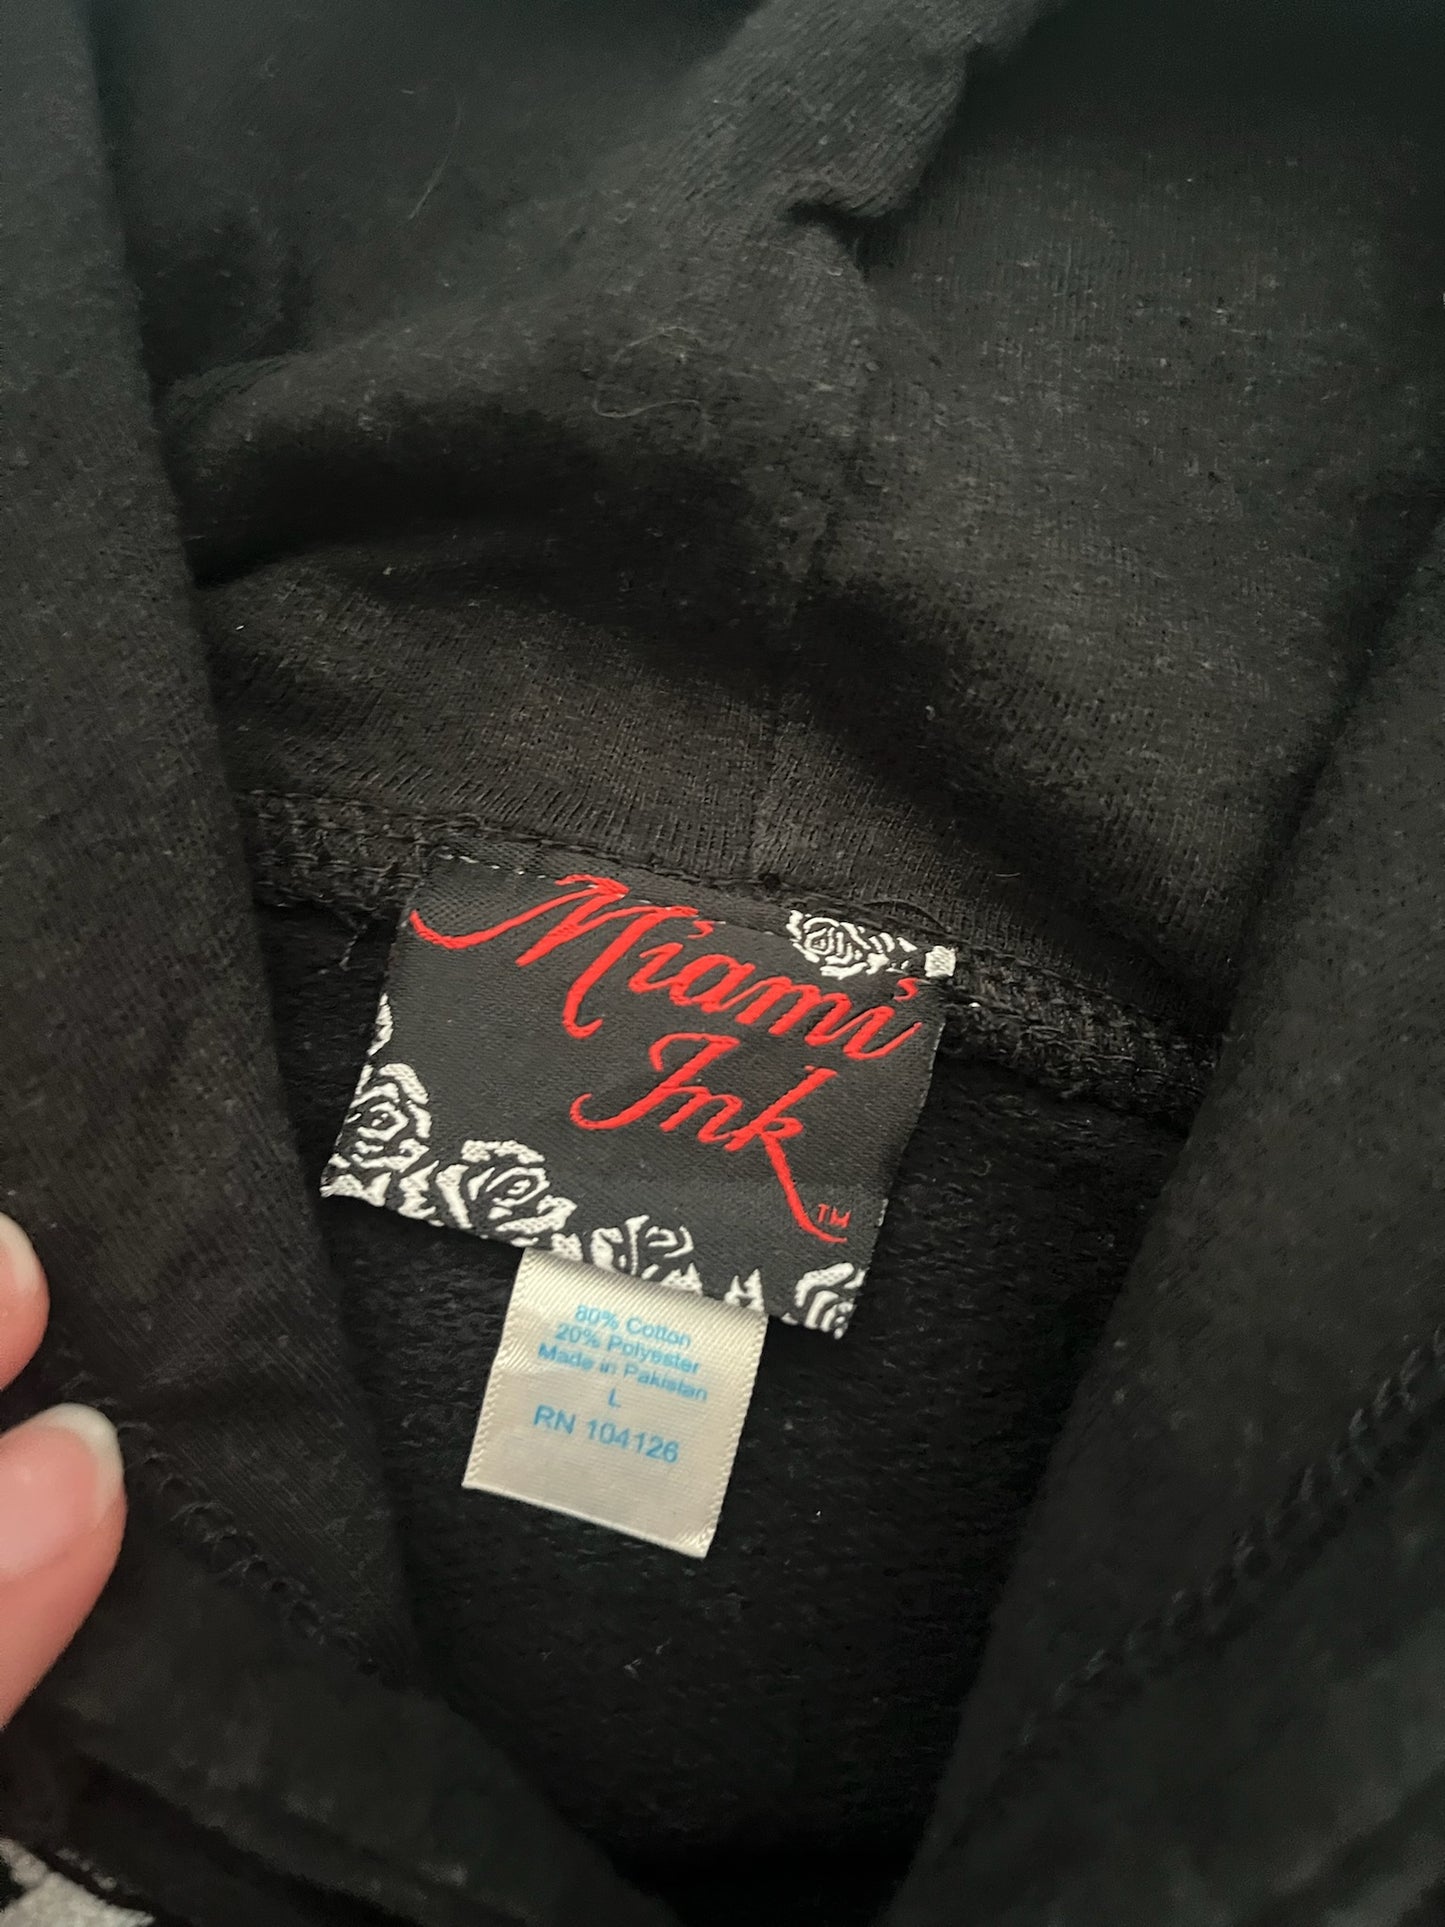 Miami
Ink
TM
80% Cotton
20% Polyester
Made in Pakistan
L
RN 104126